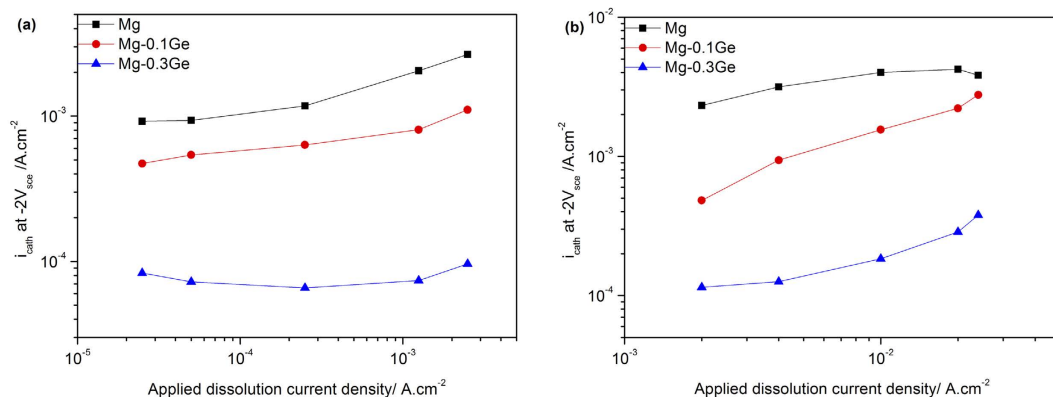 (a)
Mg
Mg-0.1Ge
Mg-0.3Ge
10⁻³
10⁻⁴
i_cath at -2V_sce /A.cm⁻²
10⁻⁵
10⁻⁴
10⁻³
Applied dissolution current density/ A.cm⁻²
(b)
Mg
Mg-0.1Ge
Mg-0.3Ge
10⁻²
10⁻³
10⁻⁴
i_cath at -2V_sce /A.cm⁻²
10⁻³
10⁻²
Applied dissolution current density/ A.cm⁻²